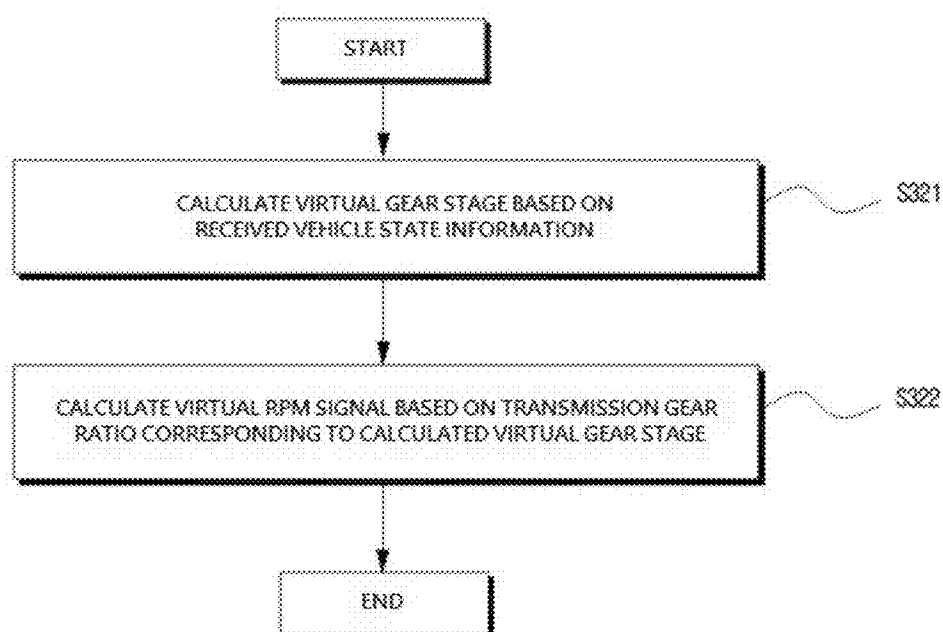 START
CALCULATE VIRTUAL GEAR STAGE BASED ON
RECEIVED VEHICLE STATE INFORMATION
S321
CALCULATE VIRTUAL RPM SIGNAL BASED ON TRANSMISSION GEAR
RATIO CORRESPONDING TO CALCULATED VIRTUAL GEAR STAGE
S322
END